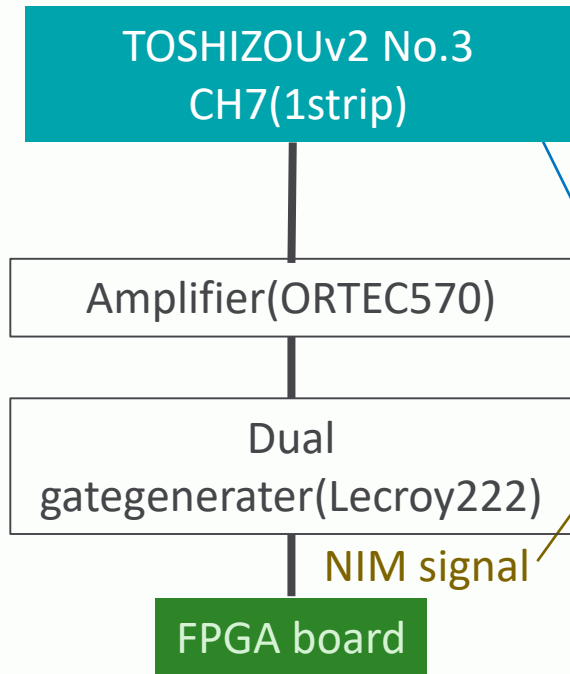 TOSHIZOUv2 No.3
CH7(1strip)
Amplifier(ORTEC570)
Dual
gategenerater(Lecroy222)
NIM signal
FPGA board